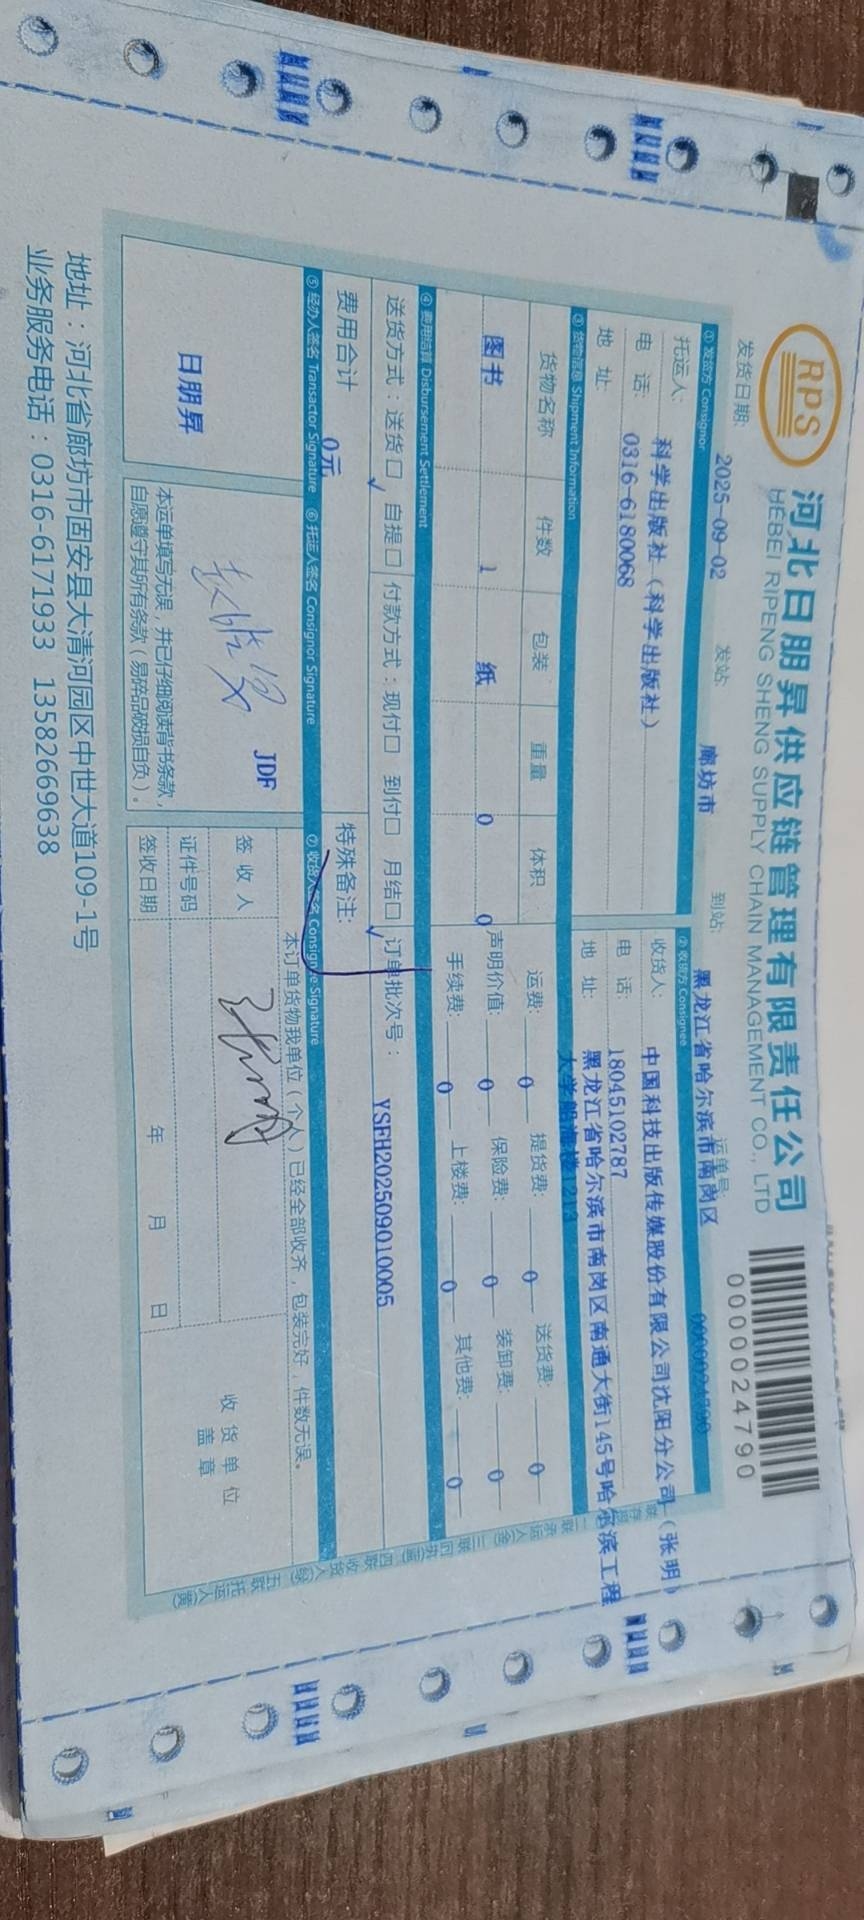 RPS
河北日朋昇供应链管理有限责任公司
HEBEI RIPENG SHENG SUPPLY CHAIN MANAGEMENT CO., LTD
0000024790
发货日期: 2025-09-02 发站: 廊坊市 到站: 黑龙江省哈尔滨市南岗区 运单号: 0000024790
① 发货方 Consignor
托运人: 科学出版社（科学出版社）
电 话: 0316-6180068
地 址:
② 收货方 Consignee
收货人: 中国科技出版传媒股份有限公司沈阳分公司（张明）
电 话: 18045102787
地 址: 黑龙江省哈尔滨市南岗区南通大街145号哈尔滨工程
大学船海楼1213
③ 货物信息 Shipment Information
货物名称 件数 包装 重量 体积
图书 1 纸 0 0
运费: 0 提货费: 0 送货费: 0
声明价值: 0 保险费: 0 装卸费: 0
手续费: 0 上楼费: 0 其他费: 0
④ 费用结算 Disbursement Settlement
送货方式：送货☐ 自提☐ 付款方式：现付☐ 到付☐ 月结☐ 订单批次号： YSFH202509010005
费用合计 0元 特殊备注:
⑤ 经办人签名 Transactor Signature ⑥ 托运人签名 Consignor Signature ⑦ 收货人签名 Consignee Signature
日朋昇
JDF
本运单填写无误，并已仔细阅读背书条款，
自愿遵守其所有条款（易碎品破损自负）。
本订单货物我单位（个人）已经全部收齐，包装完好，件数无误。
签 收 人
证件号码
签收日期 年 月 日
收 货 单 位
盖 章
地址：河北省廊坊市固安县大清河园区中世大道109-1号
业务服务电话：0316-6171933 13582669638